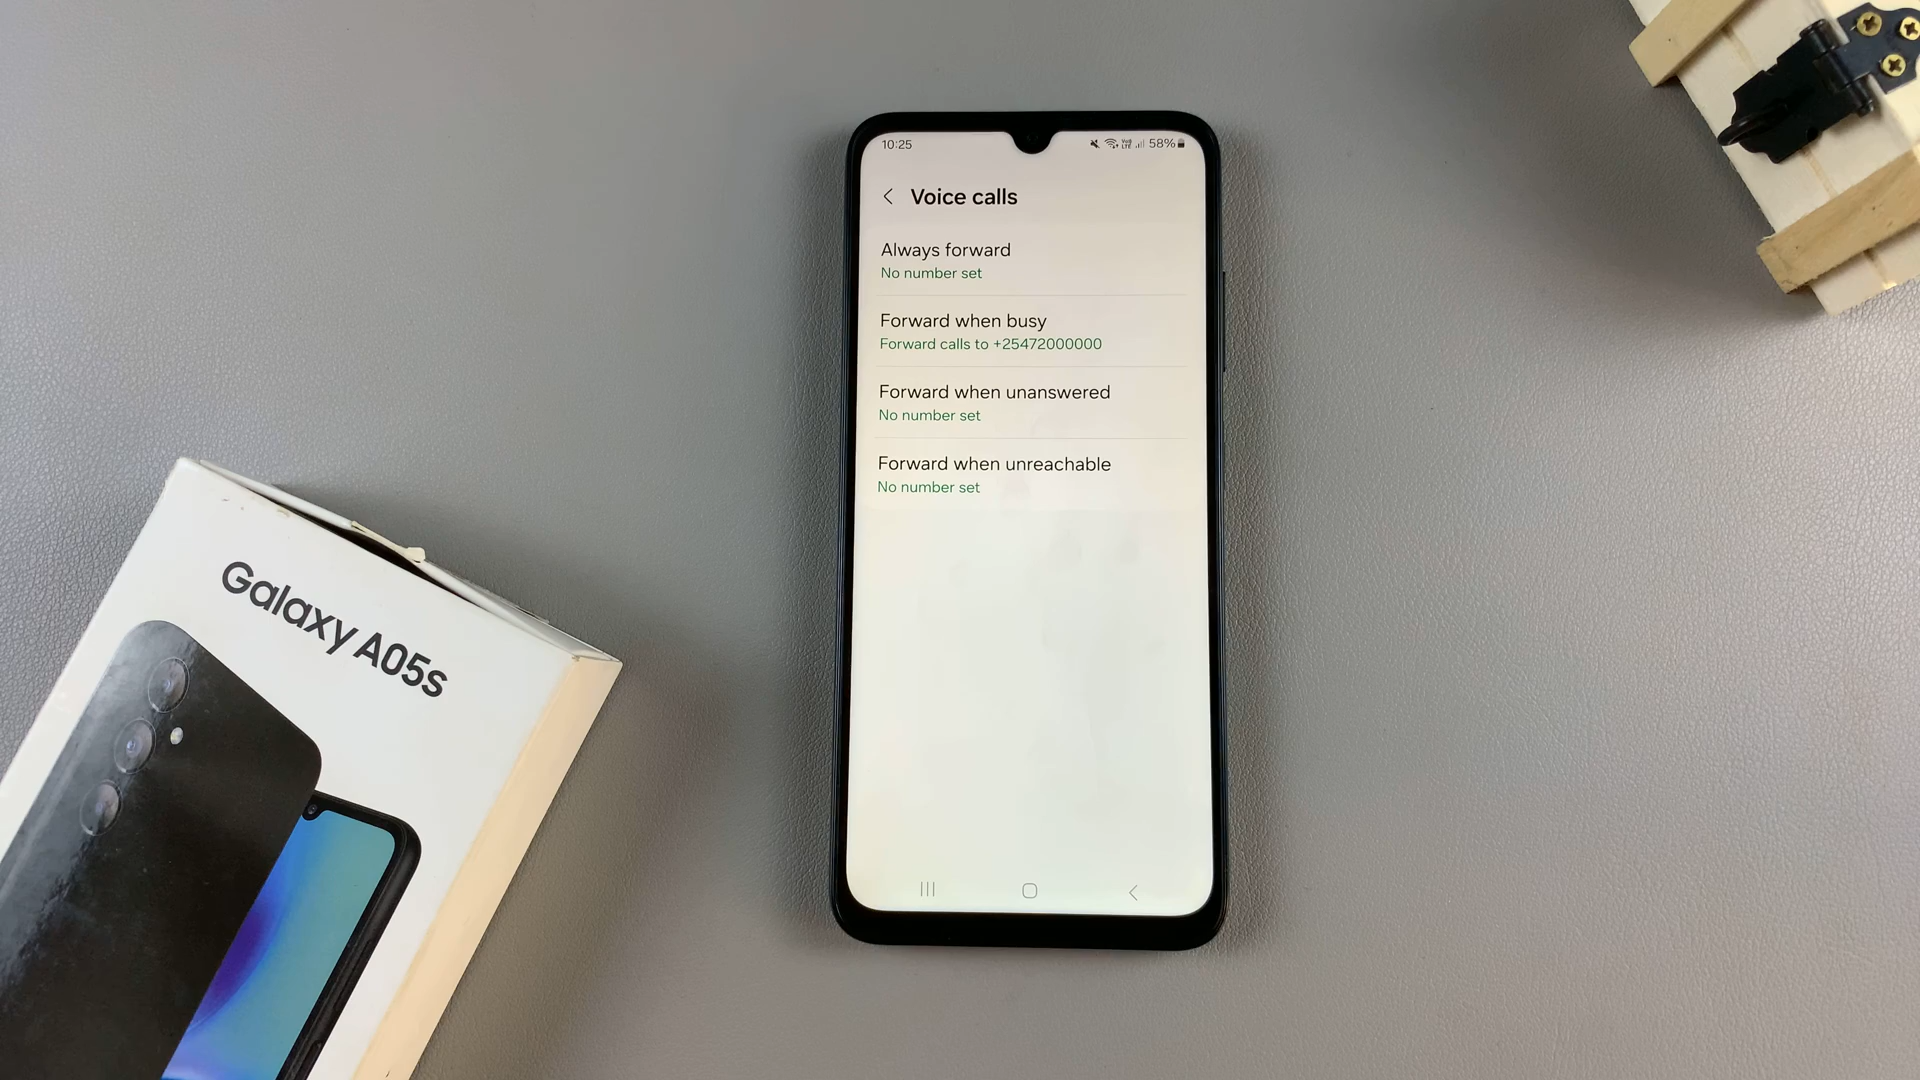 10:25
58%
Voice calls
Always forward
No number set
Forward when busy
Forward calls to +25472000000
Forward when unanswered
No number set
Forward when unreachable
No number set
Galaxy A05s